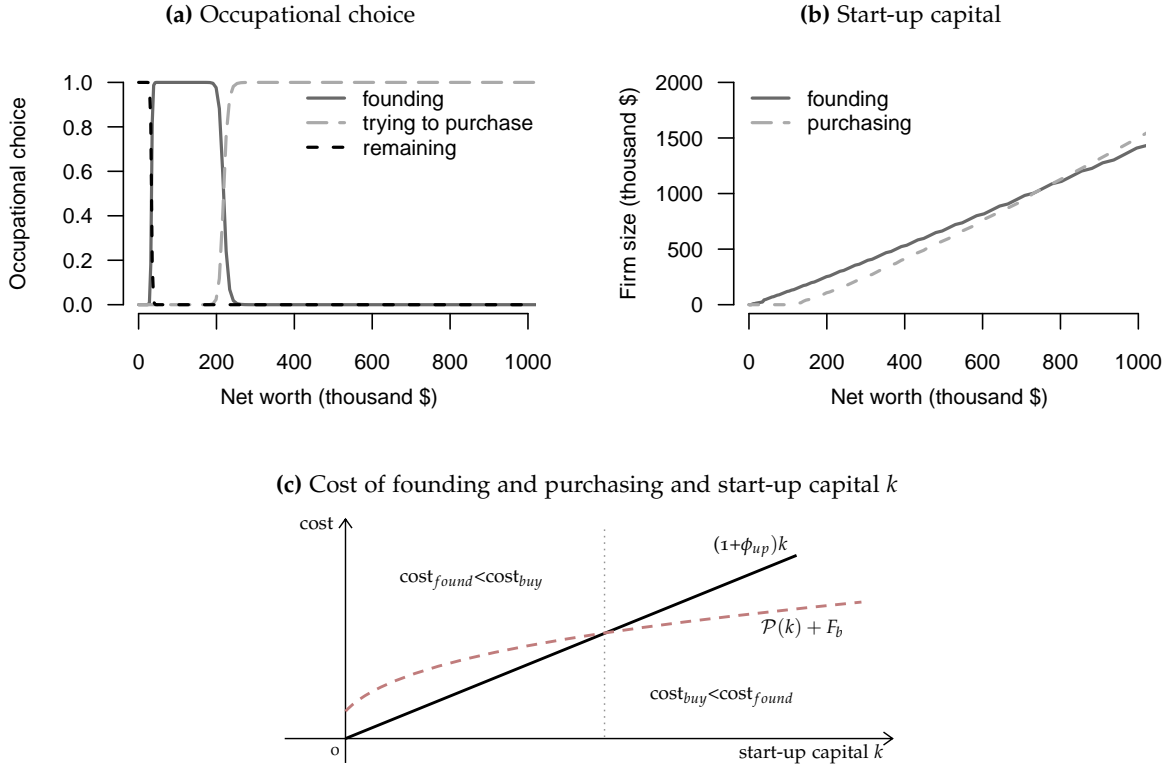 (a) Occupational choice
Occupational choice
1.0
0.8
0.6
0.4
0.2
0.0
founding
trying to purchase
remaining
0 200 400 600 800 1000
Net worth (thousand $)
(b) Start-up capital
Firm size (thousand $)
2000
1500
1000
500
0
founding
purchasing
0 200 400 600 800 1000
Net worth (thousand $)
(c) Cost of founding and purchasing and start-up capital k
cost
(1+ϕ_up)k
cost_found<cost_buy
P(k) + F_b
cost_buy<cost_found
0
start-up capital k